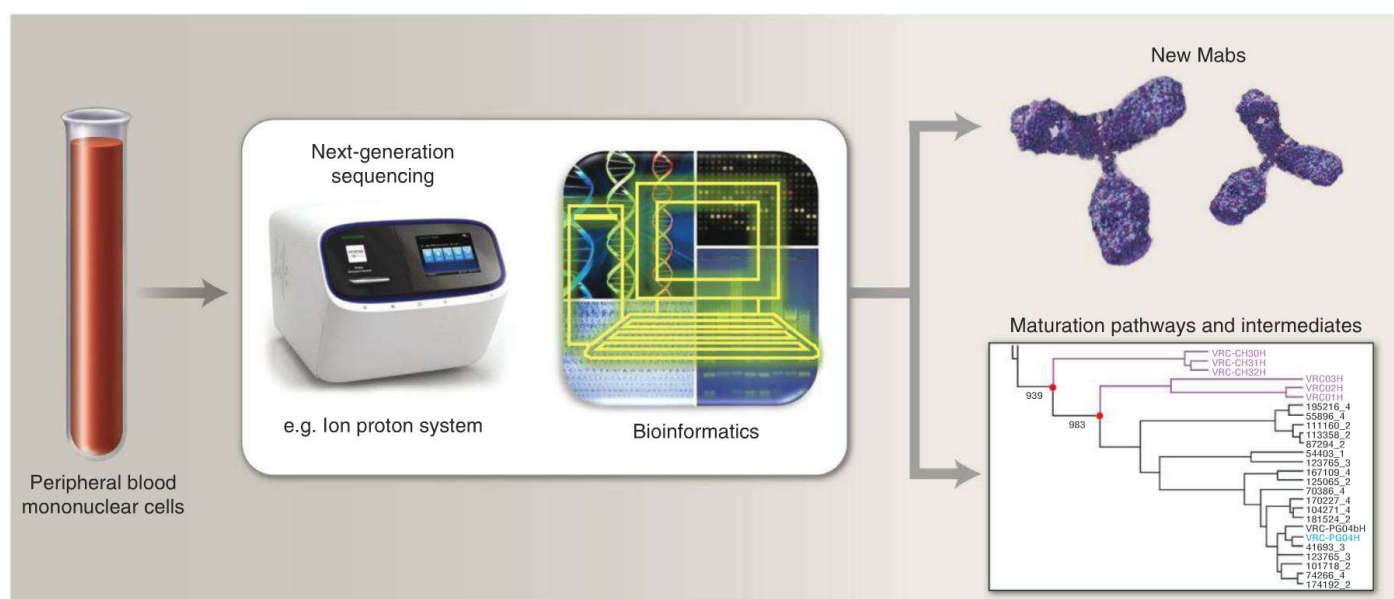 Peripheral blood
mononuclear cells
Next-generation
sequencing
e.g. Ion proton system
Bioinformatics
New Mabs
Maturation pathways and intermediates
939
983
VRC-CH30H
VRC-CH31H
VRC-CH32H
VRC03H
VRC02H
VRC01H
195216_4
55896_4
111160_2
113358_2
87294_2
54403_1
123765_3
167109_4
125065_2
70386_4
170227_4
104271_4
181524_2
VRC-PG04bH
VRC-PG04H
41693_3
123765_3
101718_2
74266_4
174192_2